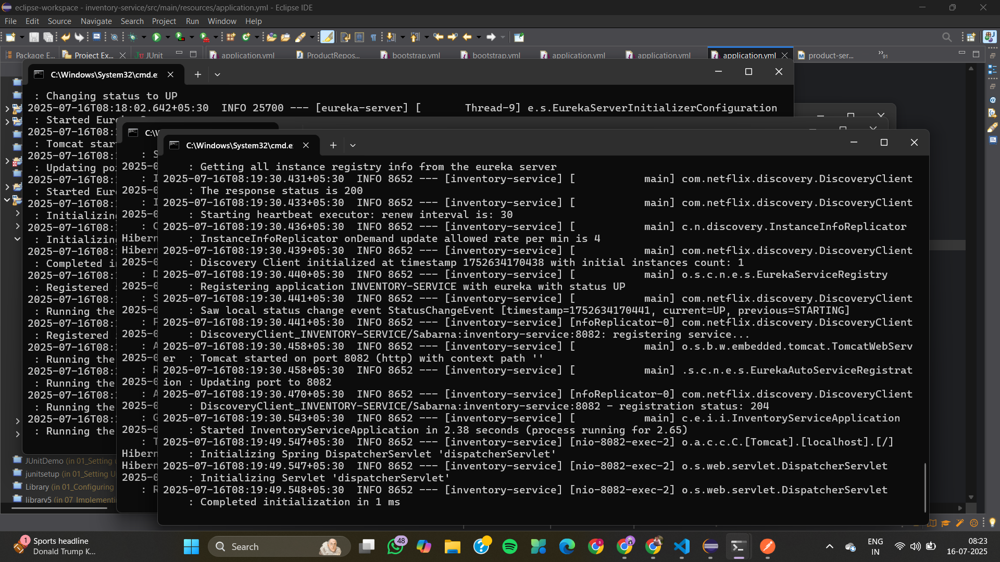 eclipse-workspace - inventory-service/src/main/resources/application.yml - Eclipse IDE
File Edit Source Navigate Search Project Run Window Help
Package E... Project Ex... JUnit application.yml ProductRepos... bootstrap.yml bootstrap.yml application.yml application.yml application.yml product-ser... 91
C:\Windows\System32\cmd.e
: Changing status to UP
2025-07-16T08:18:02.642+05:30  INFO 25700 --- [eureka-server] [       Thread-9] e.s.EurekaServerInitializerConfiguration
: Started Eur
2025-07-16T08:
: Tomcat star
2025-07-16T08:
: Updating po
2025-07-16T08:
: Started Eur
2025-07-16T08:
: Initializing
2025-07-16T08:
: Initializing
2025-07-16T08:
: Completed i
2025-07-16T08:
: Registered
2025-07-16T08:
: Running the
2025-07-16T08:
: Registered
2025-07-16T08:
: Running the
2025-07-16T08:
: Running the
2025-07-16T08:
: Running the
2025-07-16T08:
: Running the
C:\W
: S
2025-0
: I
2025-0
: I
2025-0
: C
Hibern
Hibern
2025-0
: D
2025-0
: S
2025-0
: F
2025-0
: A
2025-0
: R
2025-0
: A
2025-0
: G
2025-0
: T
Hibern
Hibern
2025-0
: R
C:\Windows\System32\cmd.e
: Getting all instance registry info from the eureka server
2025-07-16T08:19:30.431+05:30  INFO 8652 --- [inventory-service] [           main] com.netflix.discovery.DiscoveryClient
: The response status is 200
2025-07-16T08:19:30.433+05:30  INFO 8652 --- [inventory-service] [           main] com.netflix.discovery.DiscoveryClient
: Starting heartbeat executor: renew interval is: 30
2025-07-16T08:19:30.436+05:30  INFO 8652 --- [inventory-service] [           main] c.n.discovery.InstanceInfoReplicator
: InstanceInfoReplicator onDemand update allowed rate per min is 4
2025-07-16T08:19:30.439+05:30  INFO 8652 --- [inventory-service] [           main] com.netflix.discovery.DiscoveryClient
: Discovery Client initialized at timestamp 1752634170438 with initial instances count: 1
2025-07-16T08:19:30.440+05:30  INFO 8652 --- [inventory-service] [           main] o.s.c.n.e.s.EurekaServiceRegistry
: Registering application INVENTORY-SERVICE with eureka with status UP
2025-07-16T08:19:30.441+05:30  INFO 8652 --- [inventory-service] [           main] com.netflix.discovery.DiscoveryClient
: Saw local status change event StatusChangeEvent [timestamp=1752634170441, current=UP, previous=STARTING]
2025-07-16T08:19:30.441+05:30  INFO 8652 --- [inventory-service] [nfoReplicator-0] com.netflix.discovery.DiscoveryClient
: DiscoveryClient_INVENTORY-SERVICE/Sabarna:inventory-service:8082: registering service...
2025-07-16T08:19:30.458+05:30  INFO 8652 --- [inventory-service] [           main] o.s.b.w.embedded.tomcat.TomcatWebServ
er  : Tomcat started on port 8082 (http) with context path ''
2025-07-16T08:19:30.458+05:30  INFO 8652 --- [inventory-service] [           main] .s.c.n.e.s.EurekaAutoServiceRegistrat
ion : Updating port to 8082
2025-07-16T08:19:30.470+05:30  INFO 8652 --- [inventory-service] [nfoReplicator-0] com.netflix.discovery.DiscoveryClient
: DiscoveryClient_INVENTORY-SERVICE/Sabarna:inventory-service:8082 - registration status: 204
2025-07-16T08:19:30.543+05:30  INFO 8652 --- [inventory-service] [           main] c.e.i.i.InventoryServiceApplication
: Started InventoryServiceApplication in 2.38 seconds (process running for 2.65)
2025-07-16T08:19:49.547+05:30  INFO 8652 --- [inventory-service] [nio-8082-exec-2] o.a.c.c.C.[Tomcat].[localhost].[/]
: Initializing Spring DispatcherServlet 'dispatcherServlet'
2025-07-16T08:19:49.547+05:30  INFO 8652 --- [inventory-service] [nio-8082-exec-2] o.s.web.servlet.DispatcherServlet
: Initializing Servlet 'dispatcherServlet'
2025-07-16T08:19:49.548+05:30  INFO 8652 --- [inventory-service] [nio-8082-exec-2] o.s.web.servlet.DispatcherServlet
: Completed initialization in 1 ms
JUnitDemo (in 01_Setting u
junitsetup (in 01_Setting U
Library (in 01_Configuring
library5 (in 07_Implementi
1 Sports headline
Donald Trump K...
Search
48
ENG
IN
08:23
16-07-2025